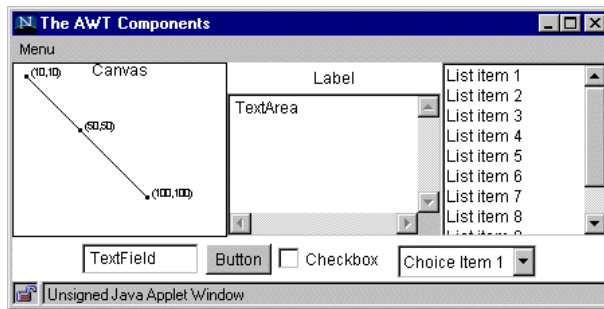 The AWT Components
Menu
Canvas
(10,10)
(50,50)
(100,100)
Label
TextArea
List item 1
List item 2
List item 3
List item 4
List item 5
List item 6
List item 7
List item 8
TextField
Button
Checkbox
Choice Item 1
Unsigned Java Applet Window